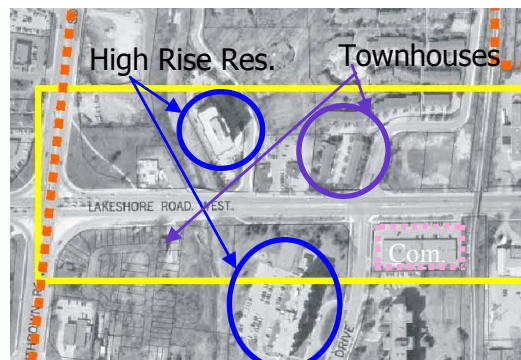 High Rise Res.
Townhouses
LAKESHORE ROAD WEST.
Com.
DRIVE